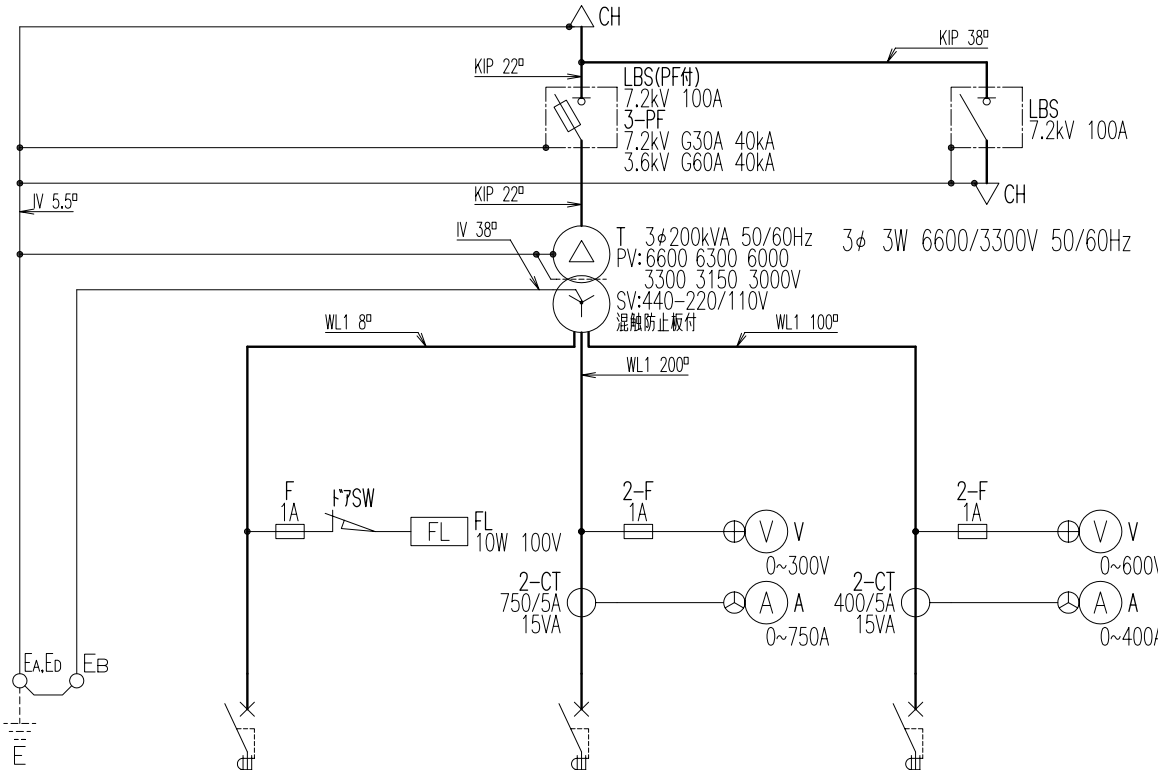 CH
KIP 38□
KIP 22□
LBS(PF付)
7.2kV 100A
3-PF
7.2kV G30A 40kA
3.6kV G60A 40kA
LBS
7.2kV 100A
KIP 22□
CH
IV 5.5□
IV 38□
T 3φ200kVA 50/60Hz
3φ 3W 6600/3300V 50/60Hz
PV:6600 6300 6000
3300 3150 3000V
SV:440-220/110V
混触防止板付
WL1 8□
WL1 100□
WL1 200□
F
1A
ドアSW
FL
FL
10W 100V
2-F
1A
V V
0~300V
2-F
1A
V V
0~600V
2-CT
750/5A
15VA
A A
0~750A
2-CT
400/5A
15VA
A A
0~400A
EA,ED
EB
E